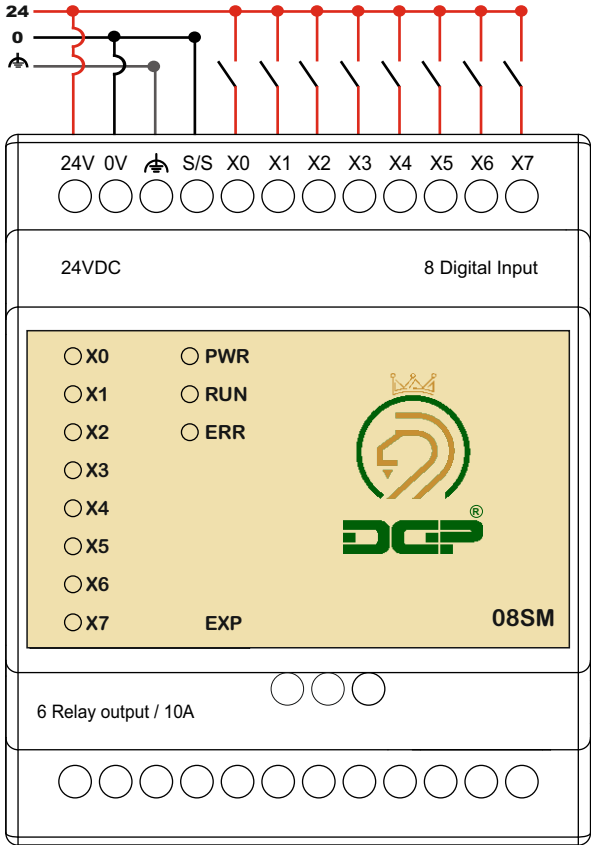 24
0
24V 0V S/S X0 X1 X2 X3 X4 X5 X6 X7
24VDC 8 Digital Input
X0 PWR
X1 RUN
X2 ERR
X3
X4
X5
X6
X7 EXP
DGP ®
08SM
6 Relay output / 10A